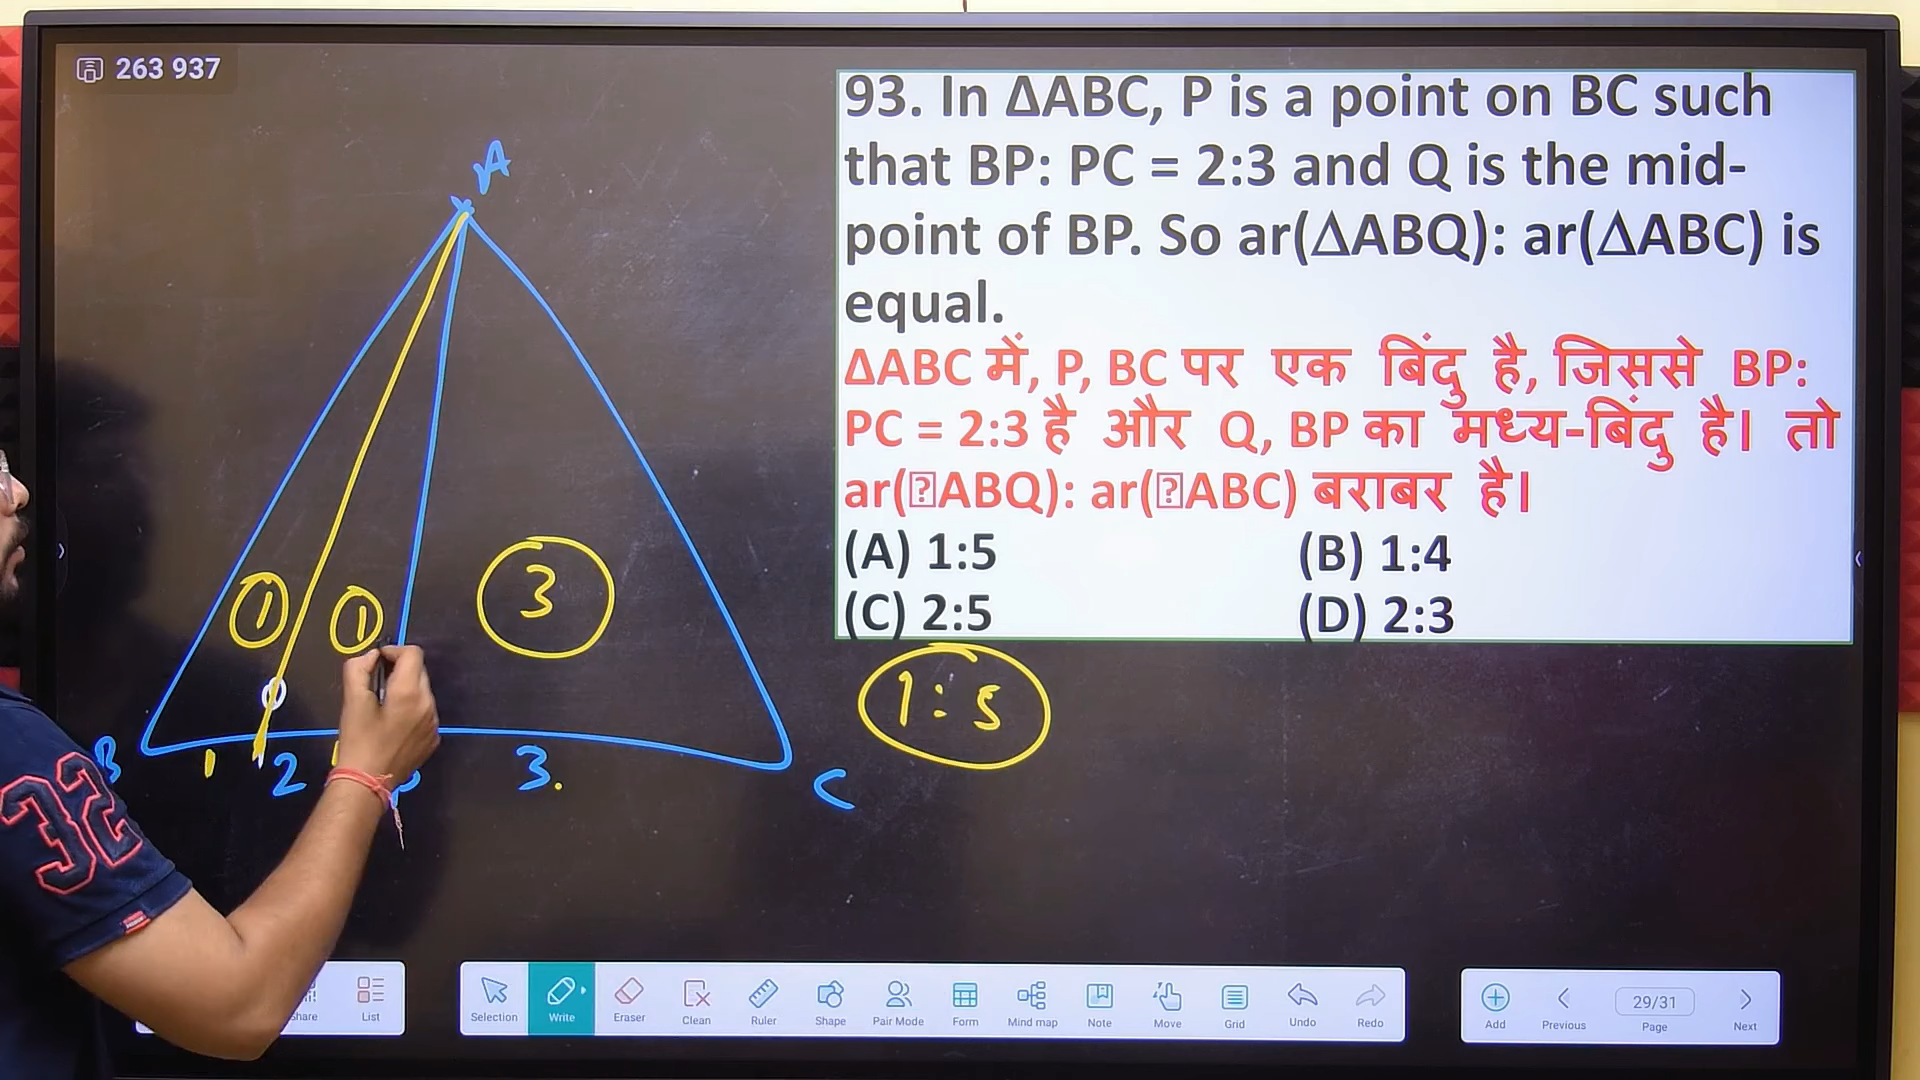 263 937
93. In ΔABC, P is a point on BC such
that BP: PC = 2:3 and Q is the mid-
point of BP. So ar(△ABQ): ar(△ABC) is
equal.
ΔABC में, P, BC पर एक बिंदु है, जिससे BP:
PC = 2:3 है और Q, BP का मध्य-बिंदु है। तो
ar(⍰ABQ): ar(⍰ABC) बराबर है।
(A) 1:5 (B) 1:4
(C) 2:5 (D) 2:3
A
1 1 3
1:5
B 1 2 P 3. C
32
Share List
Selection Write Eraser Clean Ruler Shape Pair Mode Form Mind map Note Move Grid Undo Redo
Add Previous 29/31 Page Next